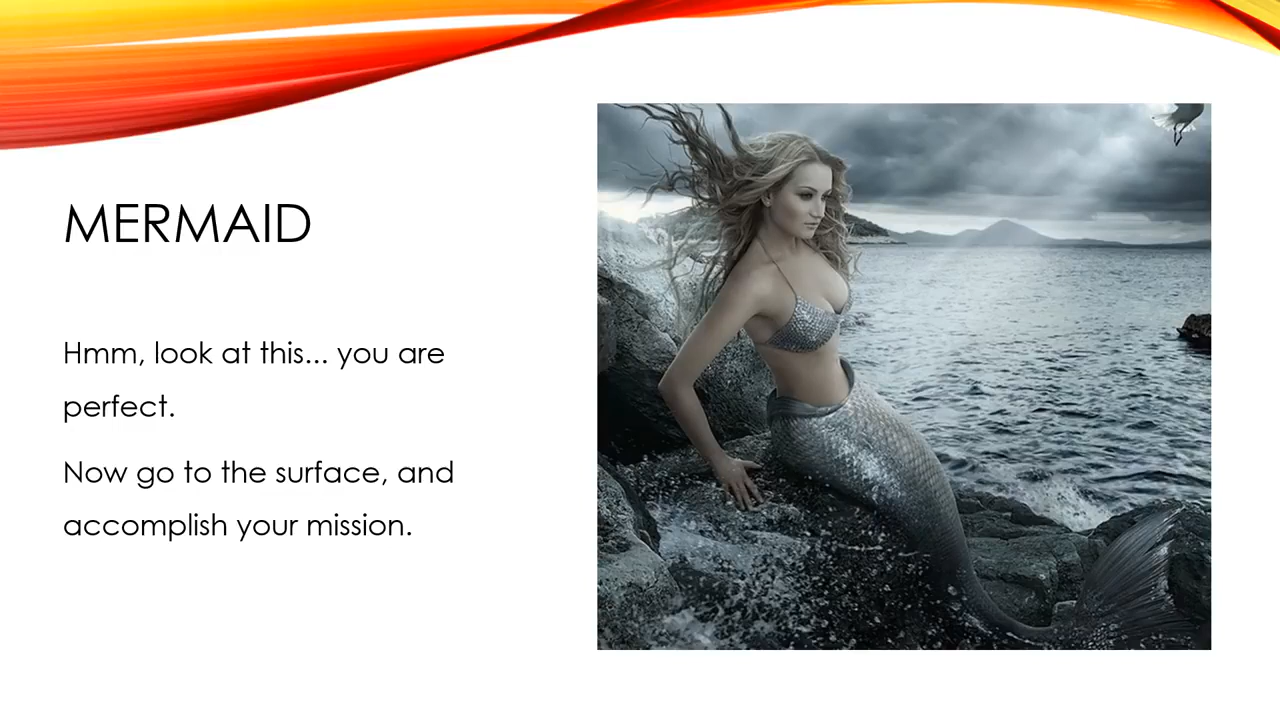 MERMAID
Hmm, look at this... you are
perfect.
Now go to the surface, and
accomplish your mission.